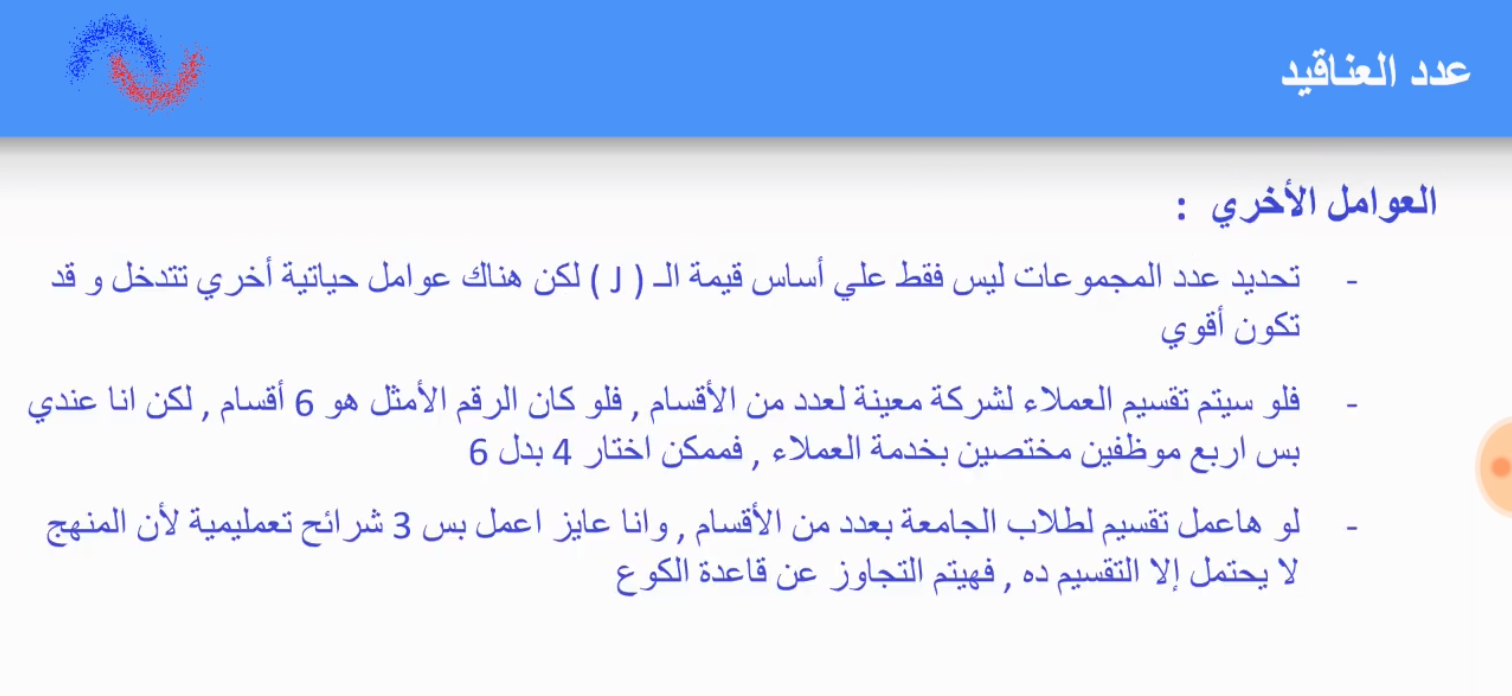 عدد العناقيد
العوامل الأخري :
- تحديد عدد المجموعات ليس فقط علي أساس قيمة الـ ( J ) لكن هناك عوامل حياتية أخري تتدخل و قد
تكون أقوي
- فلو سيتم تقسيم العملاء لشركة معينة لعدد من الأقسام , فلو كان الرقم الأمثل هو 6 أقسام , لكن انا عندي
بس اربع موظفين مختصين بخدمة العملاء , فممكن اختار 4 بدل 6
- لو هاعمل تقسيم لطلاب الجامعة بعدد من الأقسام , وانا عايز اعمل بس 3 شرائح تعمليمية لأن المنهج
لا يحتمل إلا التقسيم ده , فهيتم التجاوز عن قاعدة الكوع